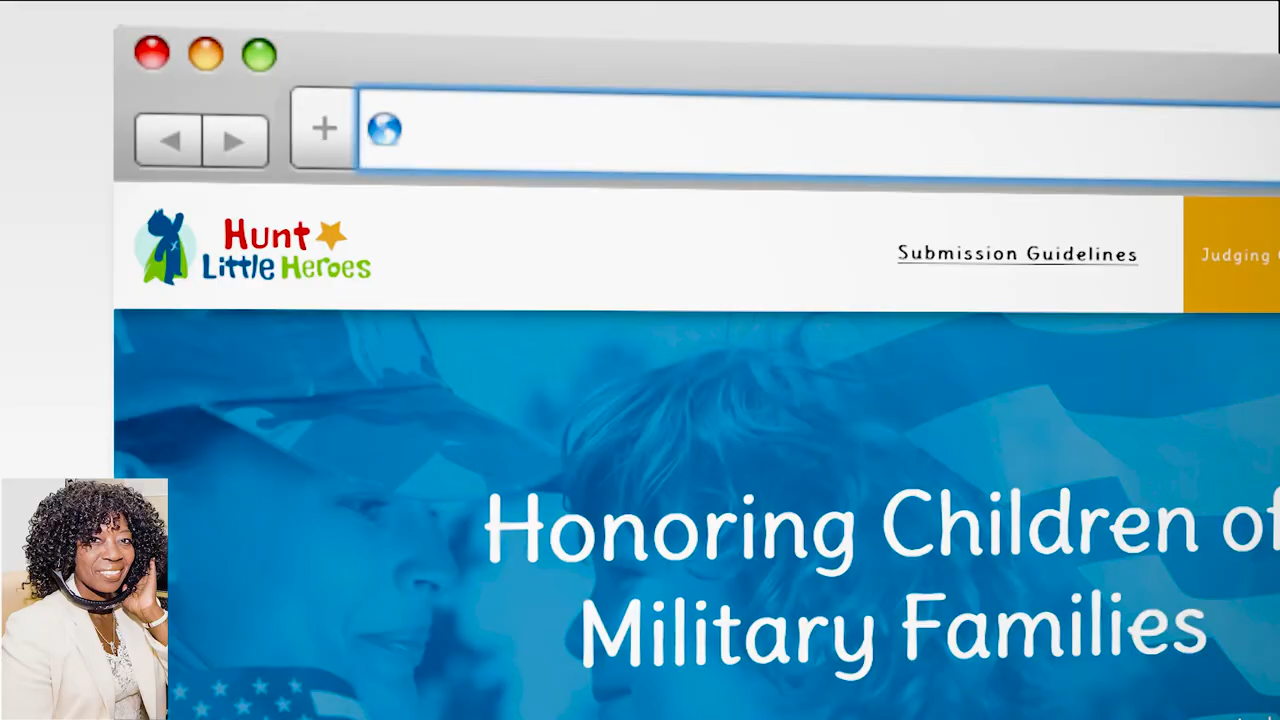 Hunt
Little Heroes
Submission Guidelines
Judging
Honoring Children of
Military Families